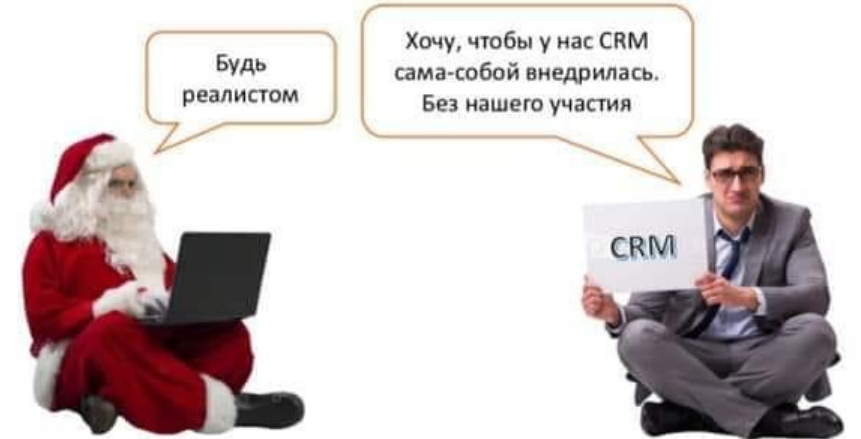 Будь
реалистом
Хочу, чтобы у нас CRM
сама-собой внедрилась.
Без нашего участия
CRM